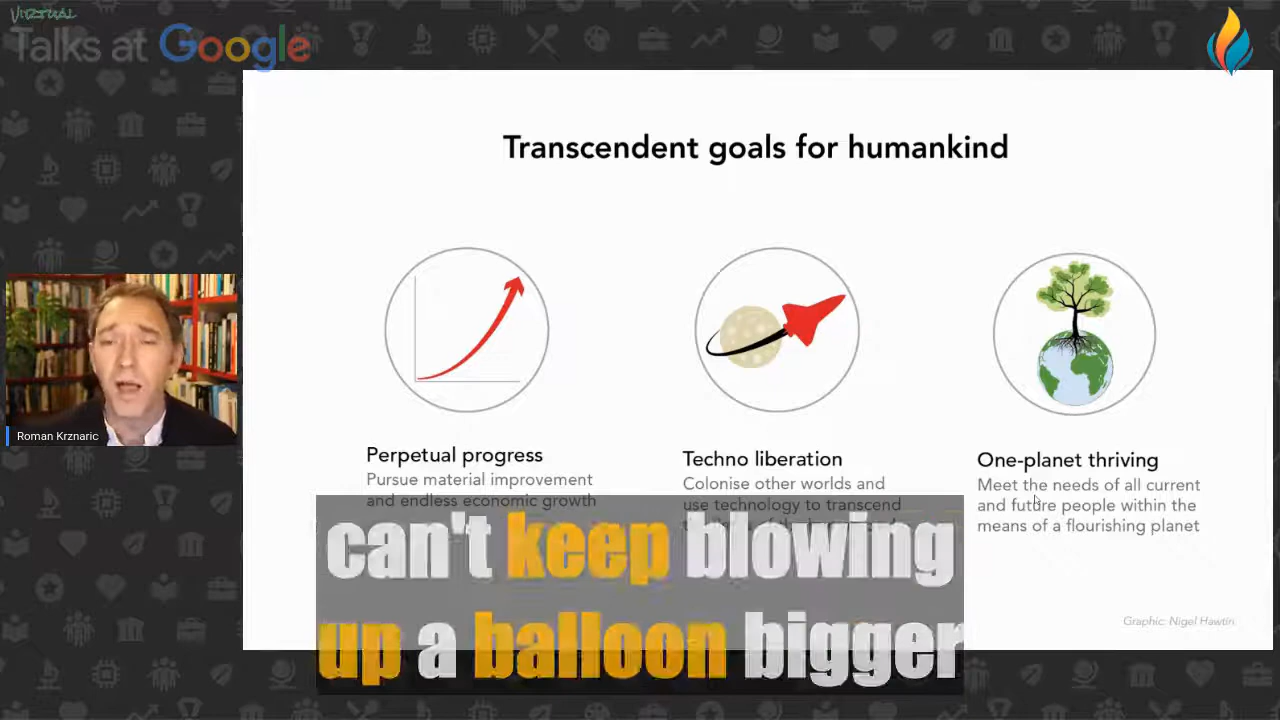 Virtual
Talks at Google
Transcendent goals for humankind
Roman Krznaric
Perpetual progress
Pursue material improvement
and endless economic growth
Techno liberation
Colonise other worlds and
use technology to transcend
One-planet thriving
Meet the needs of all current
and future people within the
means of a flourishing planet
can't keep blowing
up a balloon bigger
Graphic: Nigel Hawtin